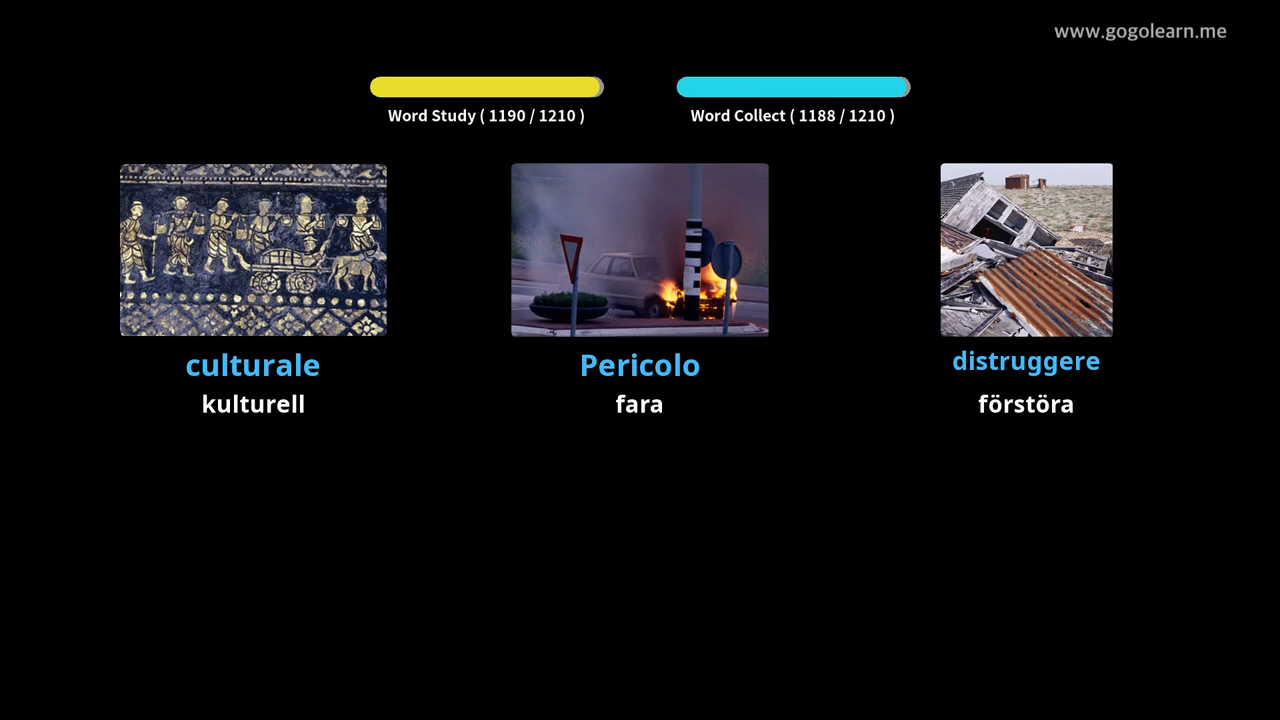 www.gogolearn.me
Word Study ( 1190 / 1210 )
Word Collect ( 1188 / 1210 )
culturale
kulturell
Pericolo
fara
distruggere
förstöra